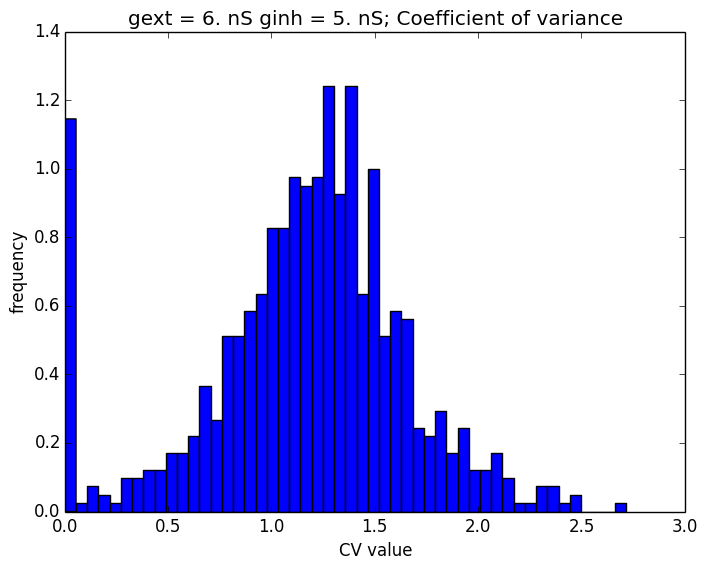 gext = 6. nS ginh = 5. nS; Coefficient of variance
1.4
1.2
1.0
0.8
0.6
0.4
0.2
0.0
frequency
0.0 0.5 1.0 1.5 2.0 2.5 3.0
CV value